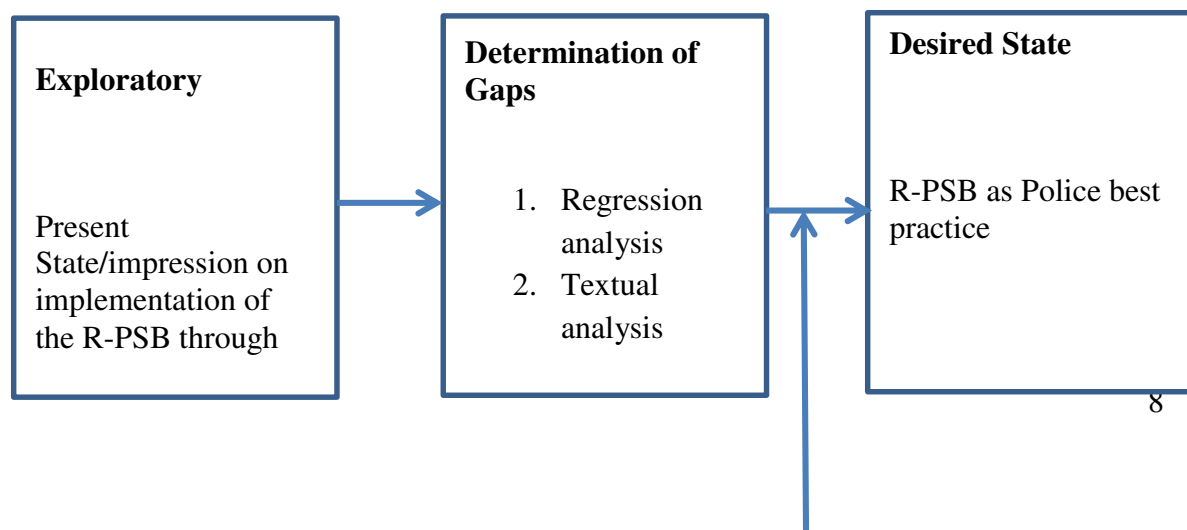 Exploratory
Present
State/impression on
implementation of
the R-PSB through
Determination of
Gaps
1. Regression
analysis
2. Textual
analysis
Desired State
R-PSB as Police best
practice
8